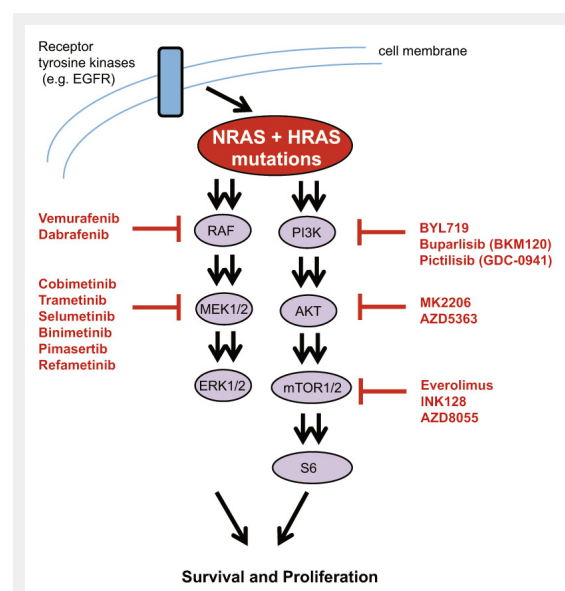 Receptor
tyrosine kinases
(e.g. EGFR)
cell membrane
NRAS + HRAS
mutations
Vemurafenib
Dabrafenib
RAF
PI3K
BYL719
Buparlisib (BKM120)
Pictilisib (GDC-0941)
Cobimetinib
Trametinib
Selumetinib
Binimetinib
Pimasertib
Refametinib
MEK1/2
AKT
MK2206
AZD5363
ERK1/2
mTOR1/2
Everolimus
INK128
AZD8055
S6
Survival and Proliferation